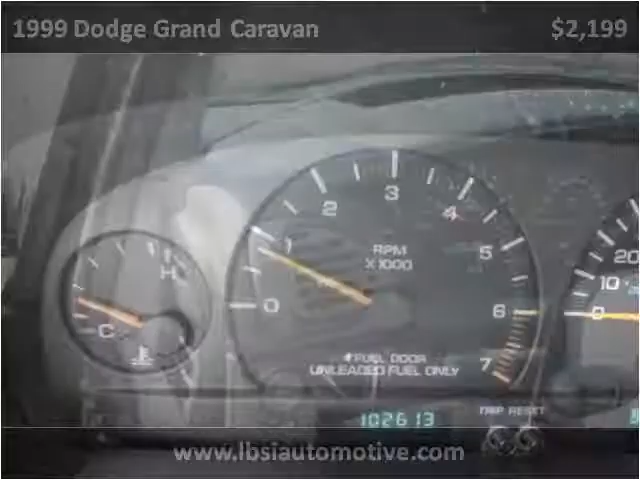 1999 Dodge Grand Caravan $2,199
3
2 4
1 RPM 5 20
H X1000 10
0 6 0
C
FUEL DOOR 7
UNLEADED FUEL ONLY
TRIP RESET
102613
www.lbsiautomotive.com